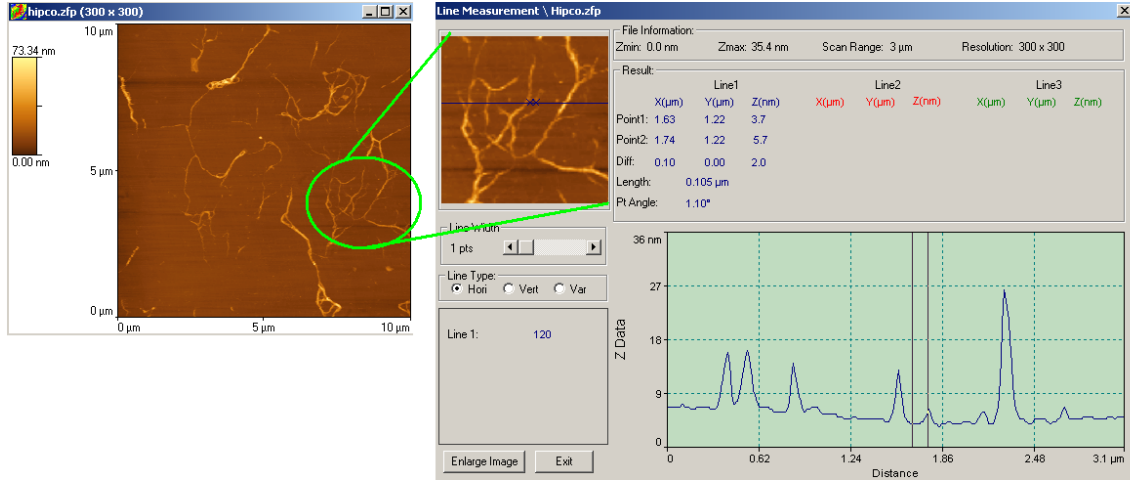 hipco.zfp (300 x 300)
73.34 nm
0.00 nm
10 µm
5 µm
0 µm
0 µm
5 µm
10 µm
Line Measurement \ Hipco.zfp
File Information:
Zmin: 0.0 nm Zmax: 35.4 nm Scan Range: 3 µm Resolution: 300 x 300
Result:
Line1 Line2 Line3
X(µm) Y(µm) Z(nm) X(µm) Y(µm) Z(nm) X(µm) Y(µm) Z(nm)
Point1: 1.63 1.22 3.7
Point2: 1.74 1.22 5.7
Diff: 0.10 0.00 2.0
Length: 0.105 µm
Pt Angle: 1.10°
Line Width
1 pts
Line Type:
Hori Vert Var
Line 1: 120
Enlarge Image Exit
36 nm
27
18
9
0
Z Data
0 0.62 1.24 1.86 2.48 3.1 µm
Distance